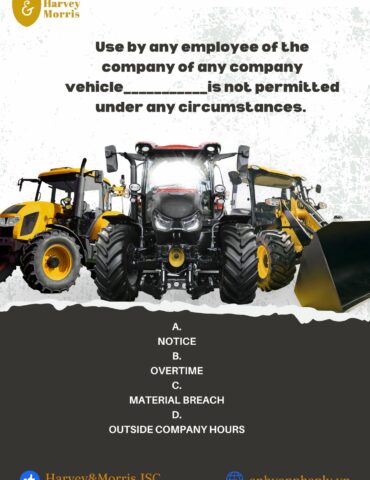 &
Harvey
Morris
Use by any employee of the
company of any company
vehicle____________is not permitted
under any circumstances.
A.
NOTICE
B.
OVERTIME
C.
MATERIAL BREACH
D.
OUTSIDE COMPANY HOURS
Harvey&Morris JSC